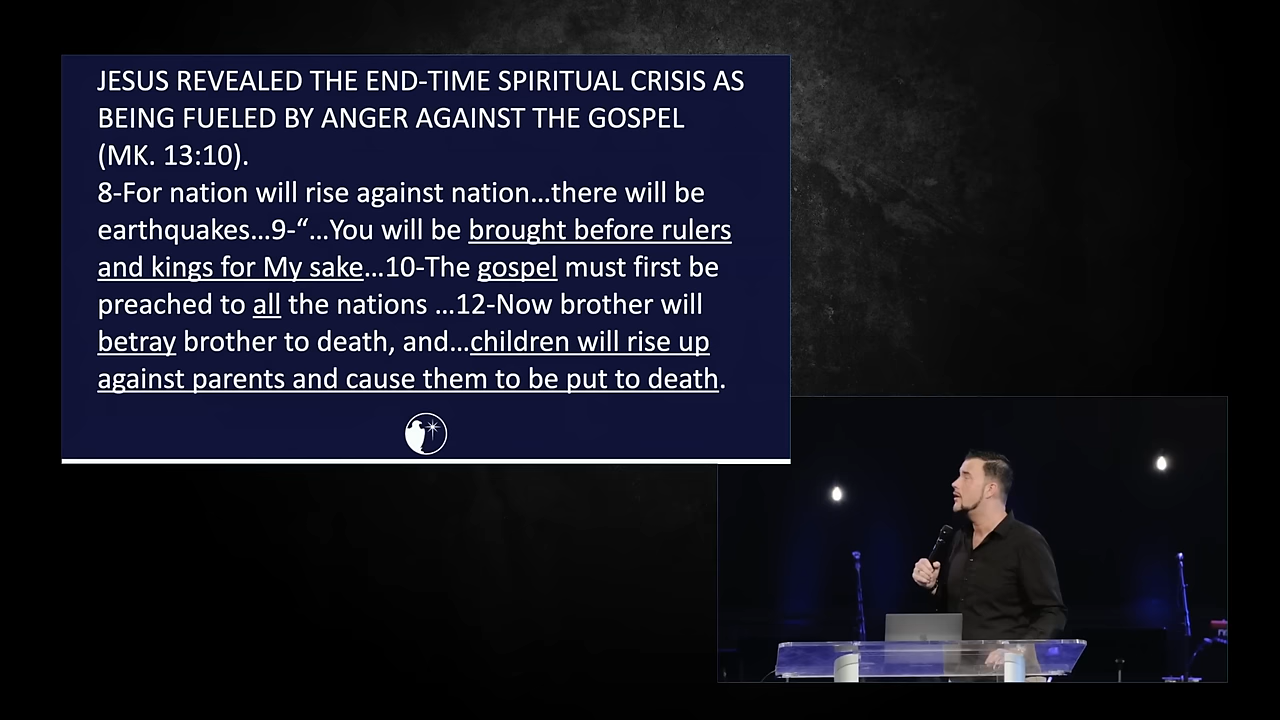 JESUS REVEALED THE END-TIME SPIRITUAL CRISIS AS
BEING FUELED BY ANGER AGAINST THE GOSPEL
(MK. 13:10).
8-For nation will rise against nation...there will be
earthquakes...9-“...You will be brought before rulers
and kings for My sake...10-The gospel must first be
preached to all the nations ...12-Now brother will
betray brother to death, and...children will rise up
against parents and cause them to be put to death.